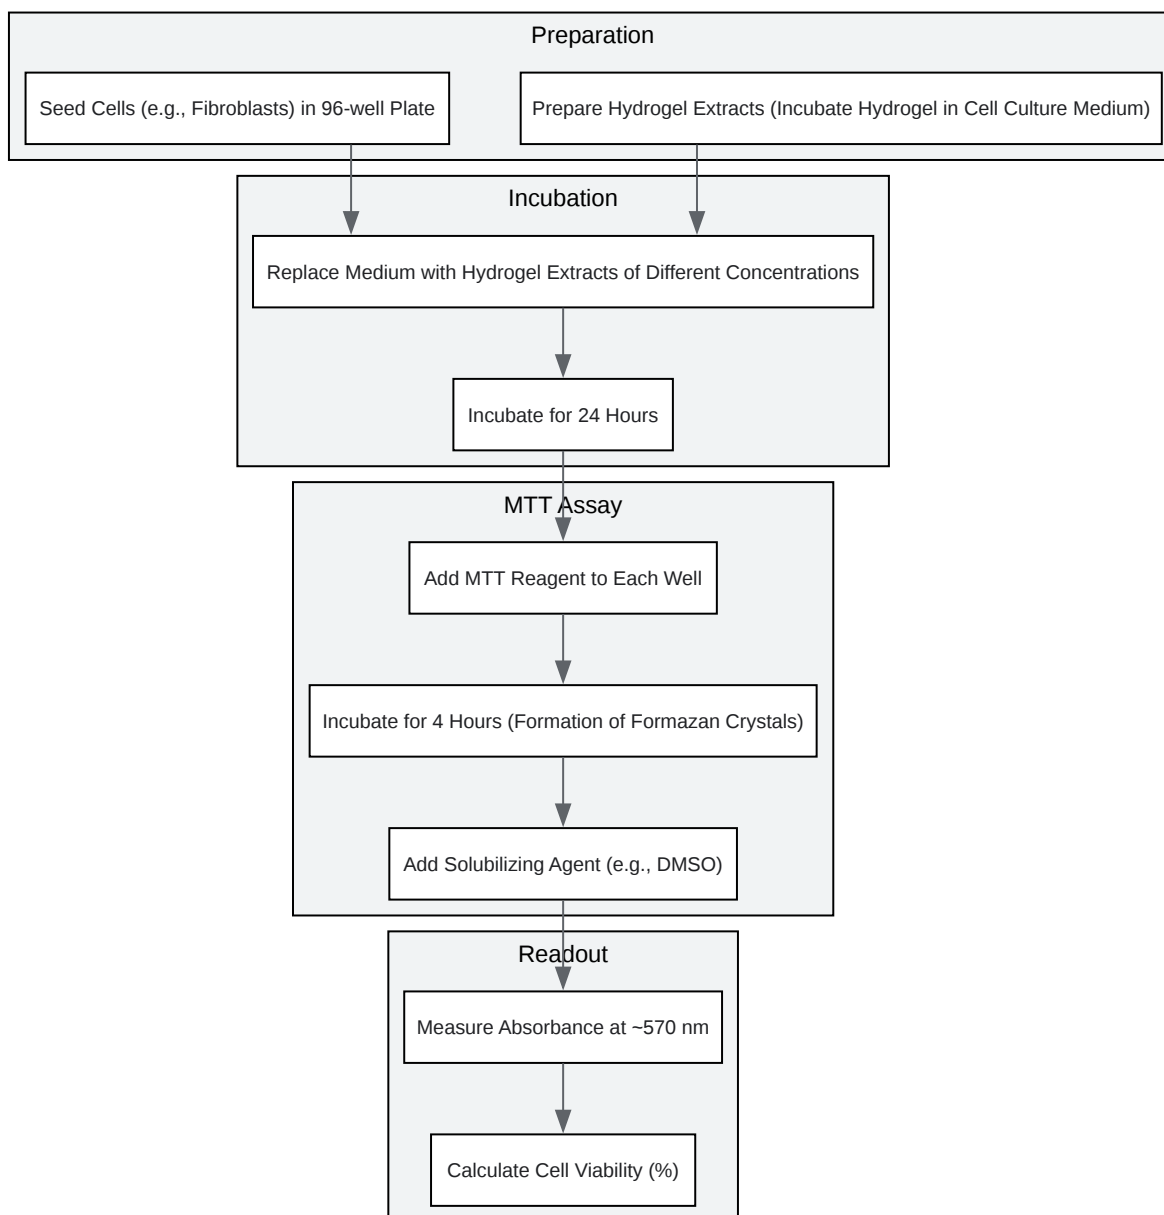 Preparation
Seed Cells (e.g., Fibroblasts) in 96-well Plate
Prepare Hydrogel Extracts (Incubate Hydrogel in Cell Culture Medium)
Incubation
Replace Medium with Hydrogel Extracts of Different Concentrations
Incubate for 24 Hours
MTT Assay
Add MTT Reagent to Each Well
Incubate for 4 Hours (Formation of Formazan Crystals)
Add Solubilizing Agent (e.g., DMSO)
Readout
Measure Absorbance at ~570 nm
Calculate Cell Viability (%)